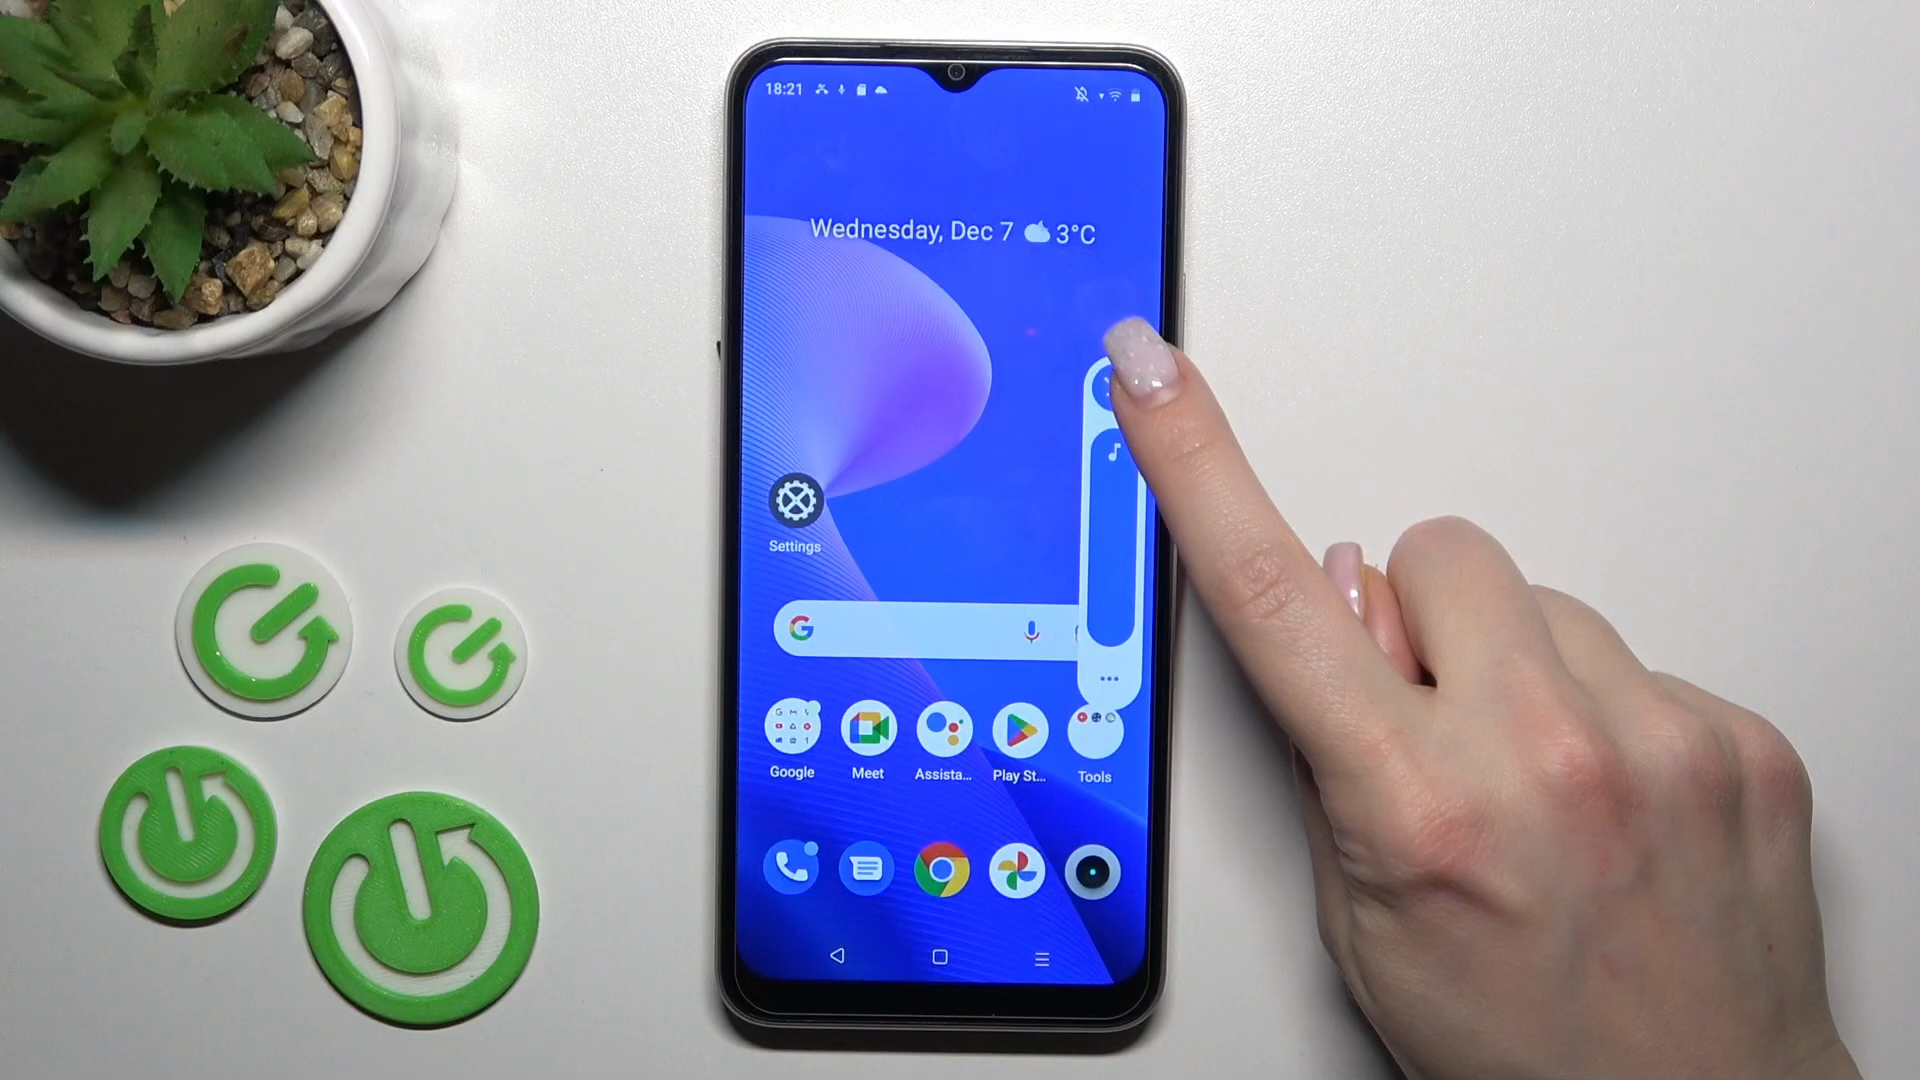 18:21
Wednesday, Dec 7 3°C
Settings
G
Google Meet Assista... Play St... Tools